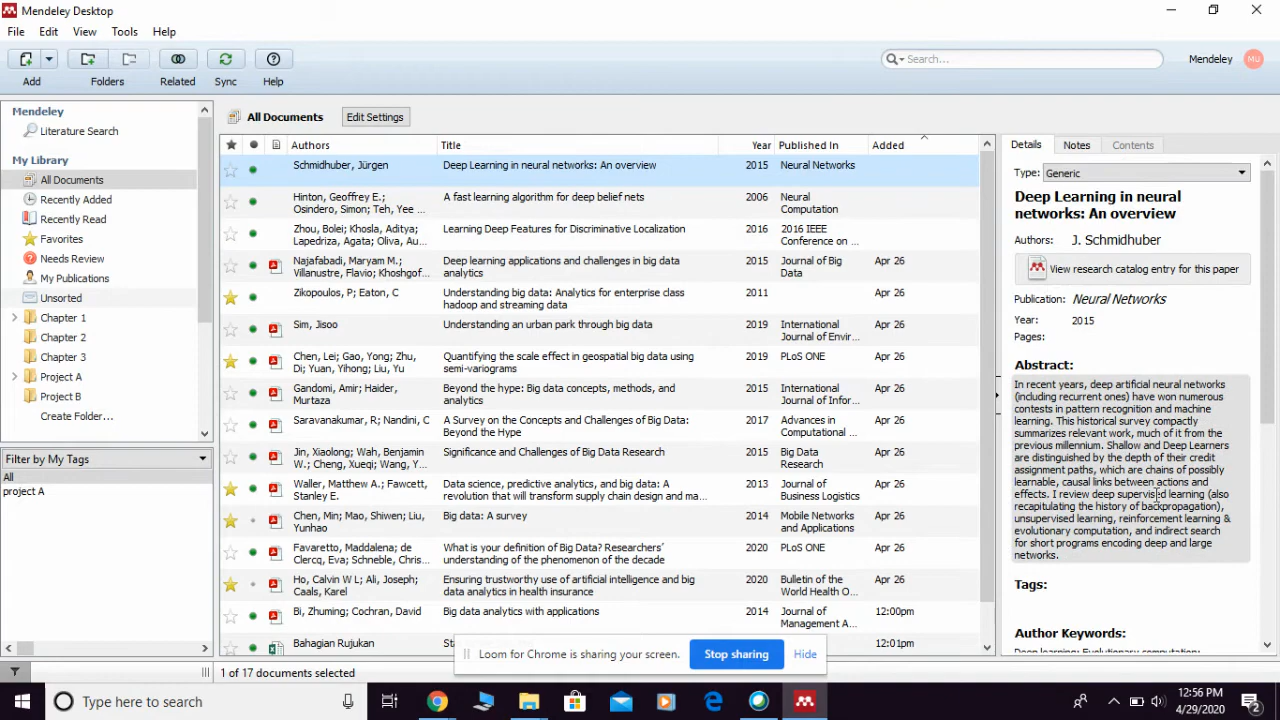 Mendeley Desktop
File Edit View Tools Help
Add Folders Related Sync Help
Search...
Mendeley MU
Mendeley
Literature Search
My Library
All Documents
Recently Added
Recently Read
Favorites
Needs Review
My Publications
Unsorted
Chapter 1
Chapter 2
Chapter 3
Project A
Project B
Create Folder...
Filter by My Tags
All
project A
All Documents Edit Settings
Authors Title Year Published In Added
Schmidhuber, Jürgen Deep Learning in neural networks: An overview 2015 Neural Networks
Hinton, Geoffrey E.; A fast learning algorithm for deep belief nets 2006 Neural
Osindero, Simon; Teh, Yee ... Computation
Zhou, Bolei; Khosla, Aditya; Learning Deep Features for Discriminative Localization 2016 2016 IEEE
Lapedriza, Agata; Oliva, Au... Conference on ...
Najafabadi, Maryam M.; Deep learning applications and challenges in big data 2015 Journal of Big Apr 26
Villanustre, Flavio; Khoshgof... analytics Data
Zikopoulos, P; Eaton, C Understanding big data: Analytics for enterprise class 2011 Apr 26
hadoop and streaming data
Sim, Jisoo Understanding an urban park through big data 2019 International Apr 26
Journal of Envir...
Chen, Lei; Gao, Yong; Zhu, Quantifying the scale effect in geospatial big data using 2019 PLoS ONE Apr 26
Di; Yuan, Yihong; Liu, Yu semi-variograms
Gandomi, Amir; Haider, Beyond the hype: Big data concepts, methods, and 2015 International Apr 26
Murtaza analytics Journal of Infor...
Saravanakumar, R; Nandini, C A Survey on the Concepts and Challenges of Big Data: 2017 Advances in Apr 26
Beyond the Hype Computational ...
Jin, Xiaolong; Wah, Benjamin Significance and Challenges of Big Data Research 2015 Big Data Apr 26
W.; Cheng, Xueqi; Wang, Y... Research
Waller, Matthew A.; Fawcett, Data science, predictive analytics, and big data: A 2013 Journal of Apr 26
Stanley E. revolution that will transform supply chain design and ma... Business Logistics
Chen, Min; Mao, Shiwen; Liu, Big data: A survey 2014 Mobile Networks Apr 26
Yunhao and Applications
Favaretto, Maddalena; de What is your definition of Big Data? Researchers' 2020 PLoS ONE Apr 26
Clercq, Eva; Schneble, Chris... understanding of the phenomenon of the decade
Ho, Calvin W L; Ali, Joseph; Ensuring trustworthy use of artificial intelligence and big 2020 Bulletin of the Apr 26
Caals, Karel data analytics in health insurance World Health O...
Bi, Zhuming; Cochran, David Big data analytics with applications 2014 Journal of 12:00pm
Management A...
Bahagian Rujukan Sta 12:01pm
1 of 17 documents selected
Details Notes Contents
Type: Generic
Deep Learning in neural
networks: An overview
Authors: J. Schmidhuber
View research catalog entry for this paper
Publication: Neural Networks
Year: 2015
Pages:
Abstract:
In recent years, deep artificial neural networks
(including recurrent ones) have won numerous
contests in pattern recognition and machine
learning. This historical survey compactly
summarizes relevant work, much of it from the
previous millennium. Shallow and Deep Learners
are distinguished by the depth of their credit
assignment paths, which are chains of possibly
learnable, causal links between actions and
effects. I review deep supervised learning (also
recapitulating the history of backpropagation),
unsupervised learning, reinforcement learning &
evolutionary computation, and indirect search
for short programs encoding deep and large
networks.
Tags:
Author Keywords:
Deep learning; Evolutionary computation;
Loom for Chrome is sharing your screen. Stop sharing Hide
Type here to search
12:56 PM
4/29/2020
2